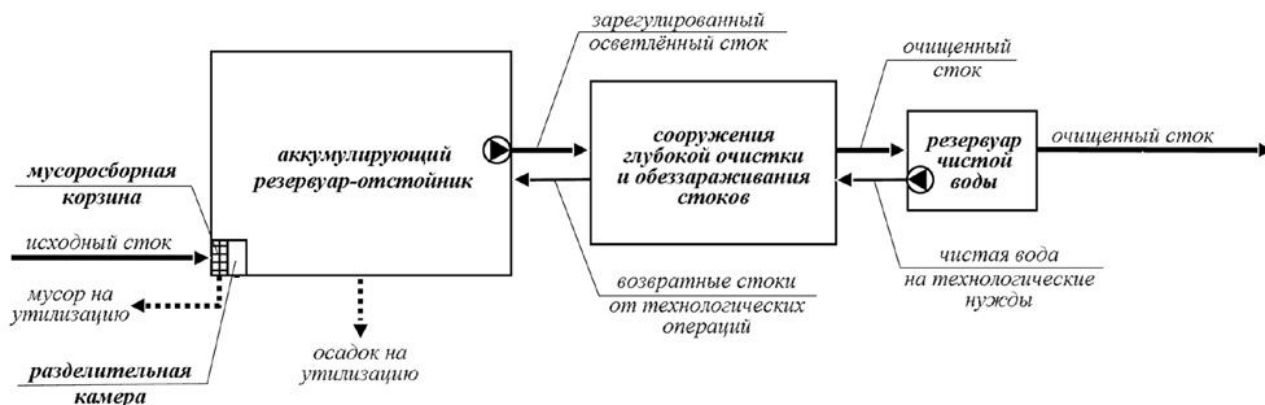 зарегулированный
осветлённый сток
очищенный
сток
аккумулирующий
резервуар-отстойник
сооружения
глубокой очистки
и обеззараживания
стоков
резервуар
чистой
воды
очищенный сток
мусоросборная
корзина
исходный сток
мусор на
утилизацию
разделительная
камера
осадок на
утилизацию
возвратные стоки
от технологических
операций
чистая вода
на технологические
нужды